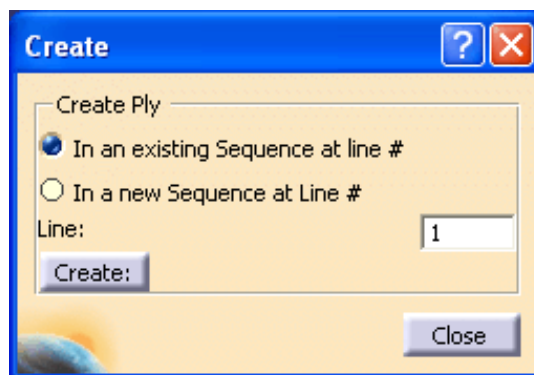 Create
Create Ply
In an existing Sequence at line #
In a new Sequence at Line #
Line: 1
Create:
Close